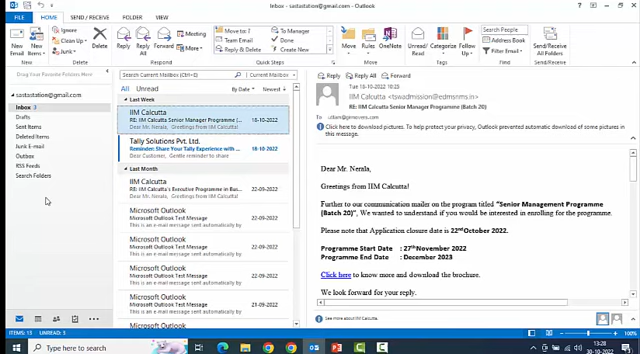 Inbox - sastastation@gmail.com - Outlook
FILE HOME SEND / RECEIVE FOLDER VIEW
New Email
New Items
Ignore
Clean Up
Junk
Delete
Reply
Reply All
Forward
Meeting
More
Move to: ?
Team Email
Reply & Delete
To Manager
Done
Create New
Move
Rules
OneNote
Unread/ Read
Categorize
Follow Up
Search People
Address Book
Filter Email
Send/Receive All Folders
New
Delete
Respond
Quick Steps
Move
Tags
Find
Send/Receive
Drag Your Favorite Folders Here
sastastation@gmail.com
Inbox 3
Drafts
Sent Items
Deleted Items
Junk E-mail
Outbox
RSS Feeds
Search Folders
Search Current Mailbox (Ctrl+E)
Current Mailbox
All Unread
By Date
Newest
Last Week
IIM Calcutta
RE: IIM Calcutta Senior Manager Programme (... 18-10-2022
Dear Mr. Nerala, Greetings from IIM Calcutta!
Tally Solutions Pvt. Ltd.
Reminder: Share Your Tally Experience with ... 18-10-2022
Dear Customer, Gentle reminder to share
Last Month
IIM Calcutta
RE: IIM Calcutta's Executive Programme in Bus... 22-09-2022
Dear Mr. Nerala, Greetings from IIM Calcutta!
Microsoft Outlook
Microsoft Outlook Test Message 22-09-2022
This is an e-mail message sent automatically by
Microsoft Outlook
Microsoft Outlook Test Message 22-09-2022
This is an e-mail message sent automatically by
Microsoft Outlook
Microsoft Outlook Test Message 22-09-2022
This is an e-mail message sent automatically by
Microsoft Outlook
Microsoft Outlook Test Message
This is an e-mail message sent automatically by
Microsoft Outlook
Reply Reply All Forward
Tue 18-10-2022 10:23
IIM Calcutta <tswadmission@edmsnms.in>
RE: IIM Calcutta Senior Manager Programme (Batch 20)
To
Click here to download pictures. To help protect your privacy, Outlook prevented automatic download of some pictures in this message.
Dear Mr. Nerala,
Greetings from IIM Calcutta!
Further to our communication mailer on the program titled "Senior Management Programme
(Batch 20)", We wanted to understand if you would be interested in enrolling for the programme.
Please note that Application closure date is 22ndOctober 2022.
Programme Start Date : 27thNovember 2022
Programme End Date : December 2023
Click here to know more and download the brochure.
We look forward for your reply.
See more about IIM Calcutta.
ITEMS: 13 UNREAD: 3
100%
Type here to search
13:28
30-10-2022